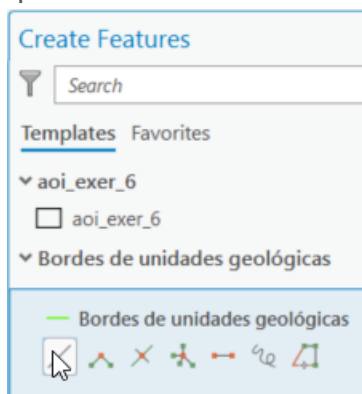 Create Features
Search
Templates Favorites
aoi_exer_6
aoi_exer_6
Bordes de unidades geológicas
Bordes de unidades geológicas